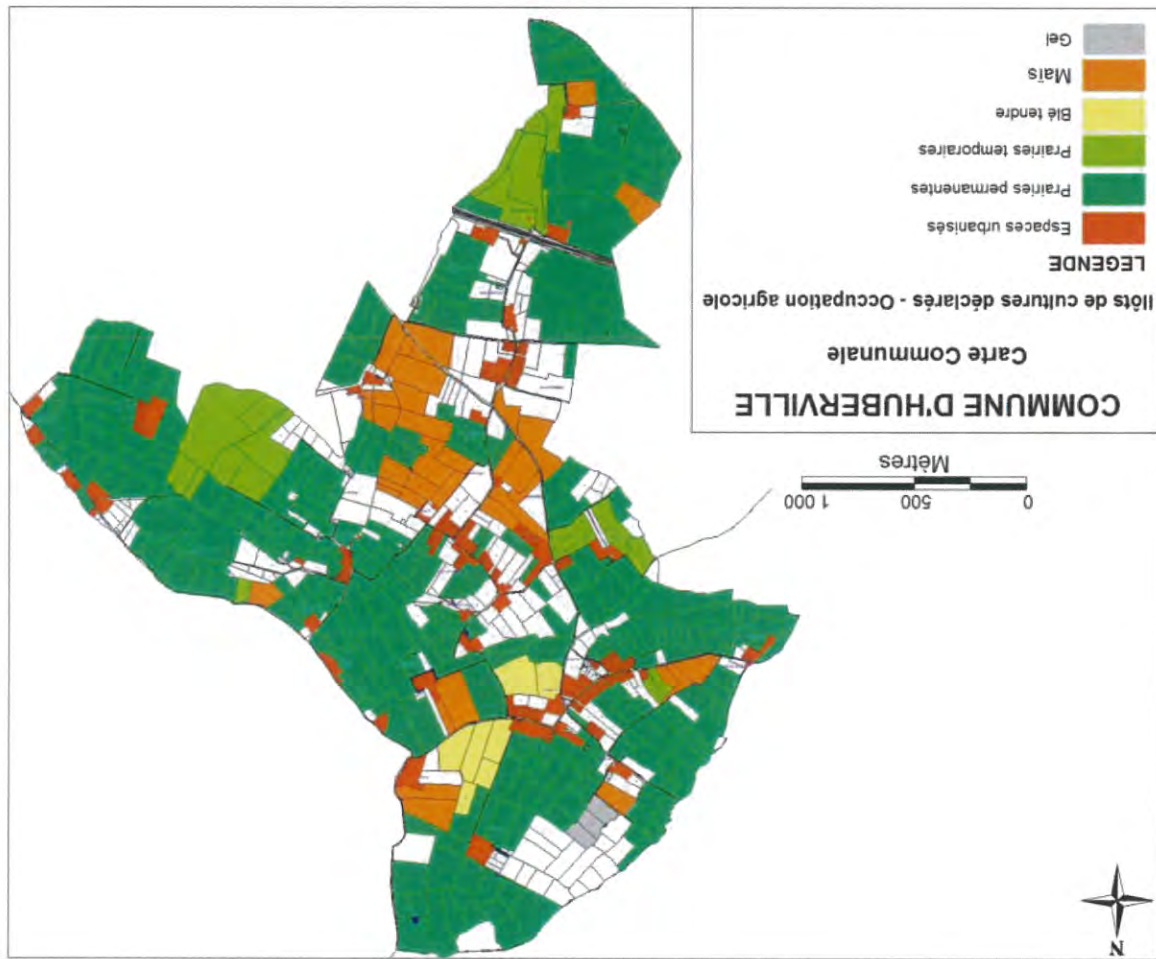 N
0 500 1 000
Mètres
COMMUNE D'HUBERVILLE
Carte Communale
Ilôts de cultures déclarés - Occupation agricole
LEGENDE
Espaces urbanisés
Prairies permanentes
Prairies temporaires
Blé tendre
Maïs
Gel